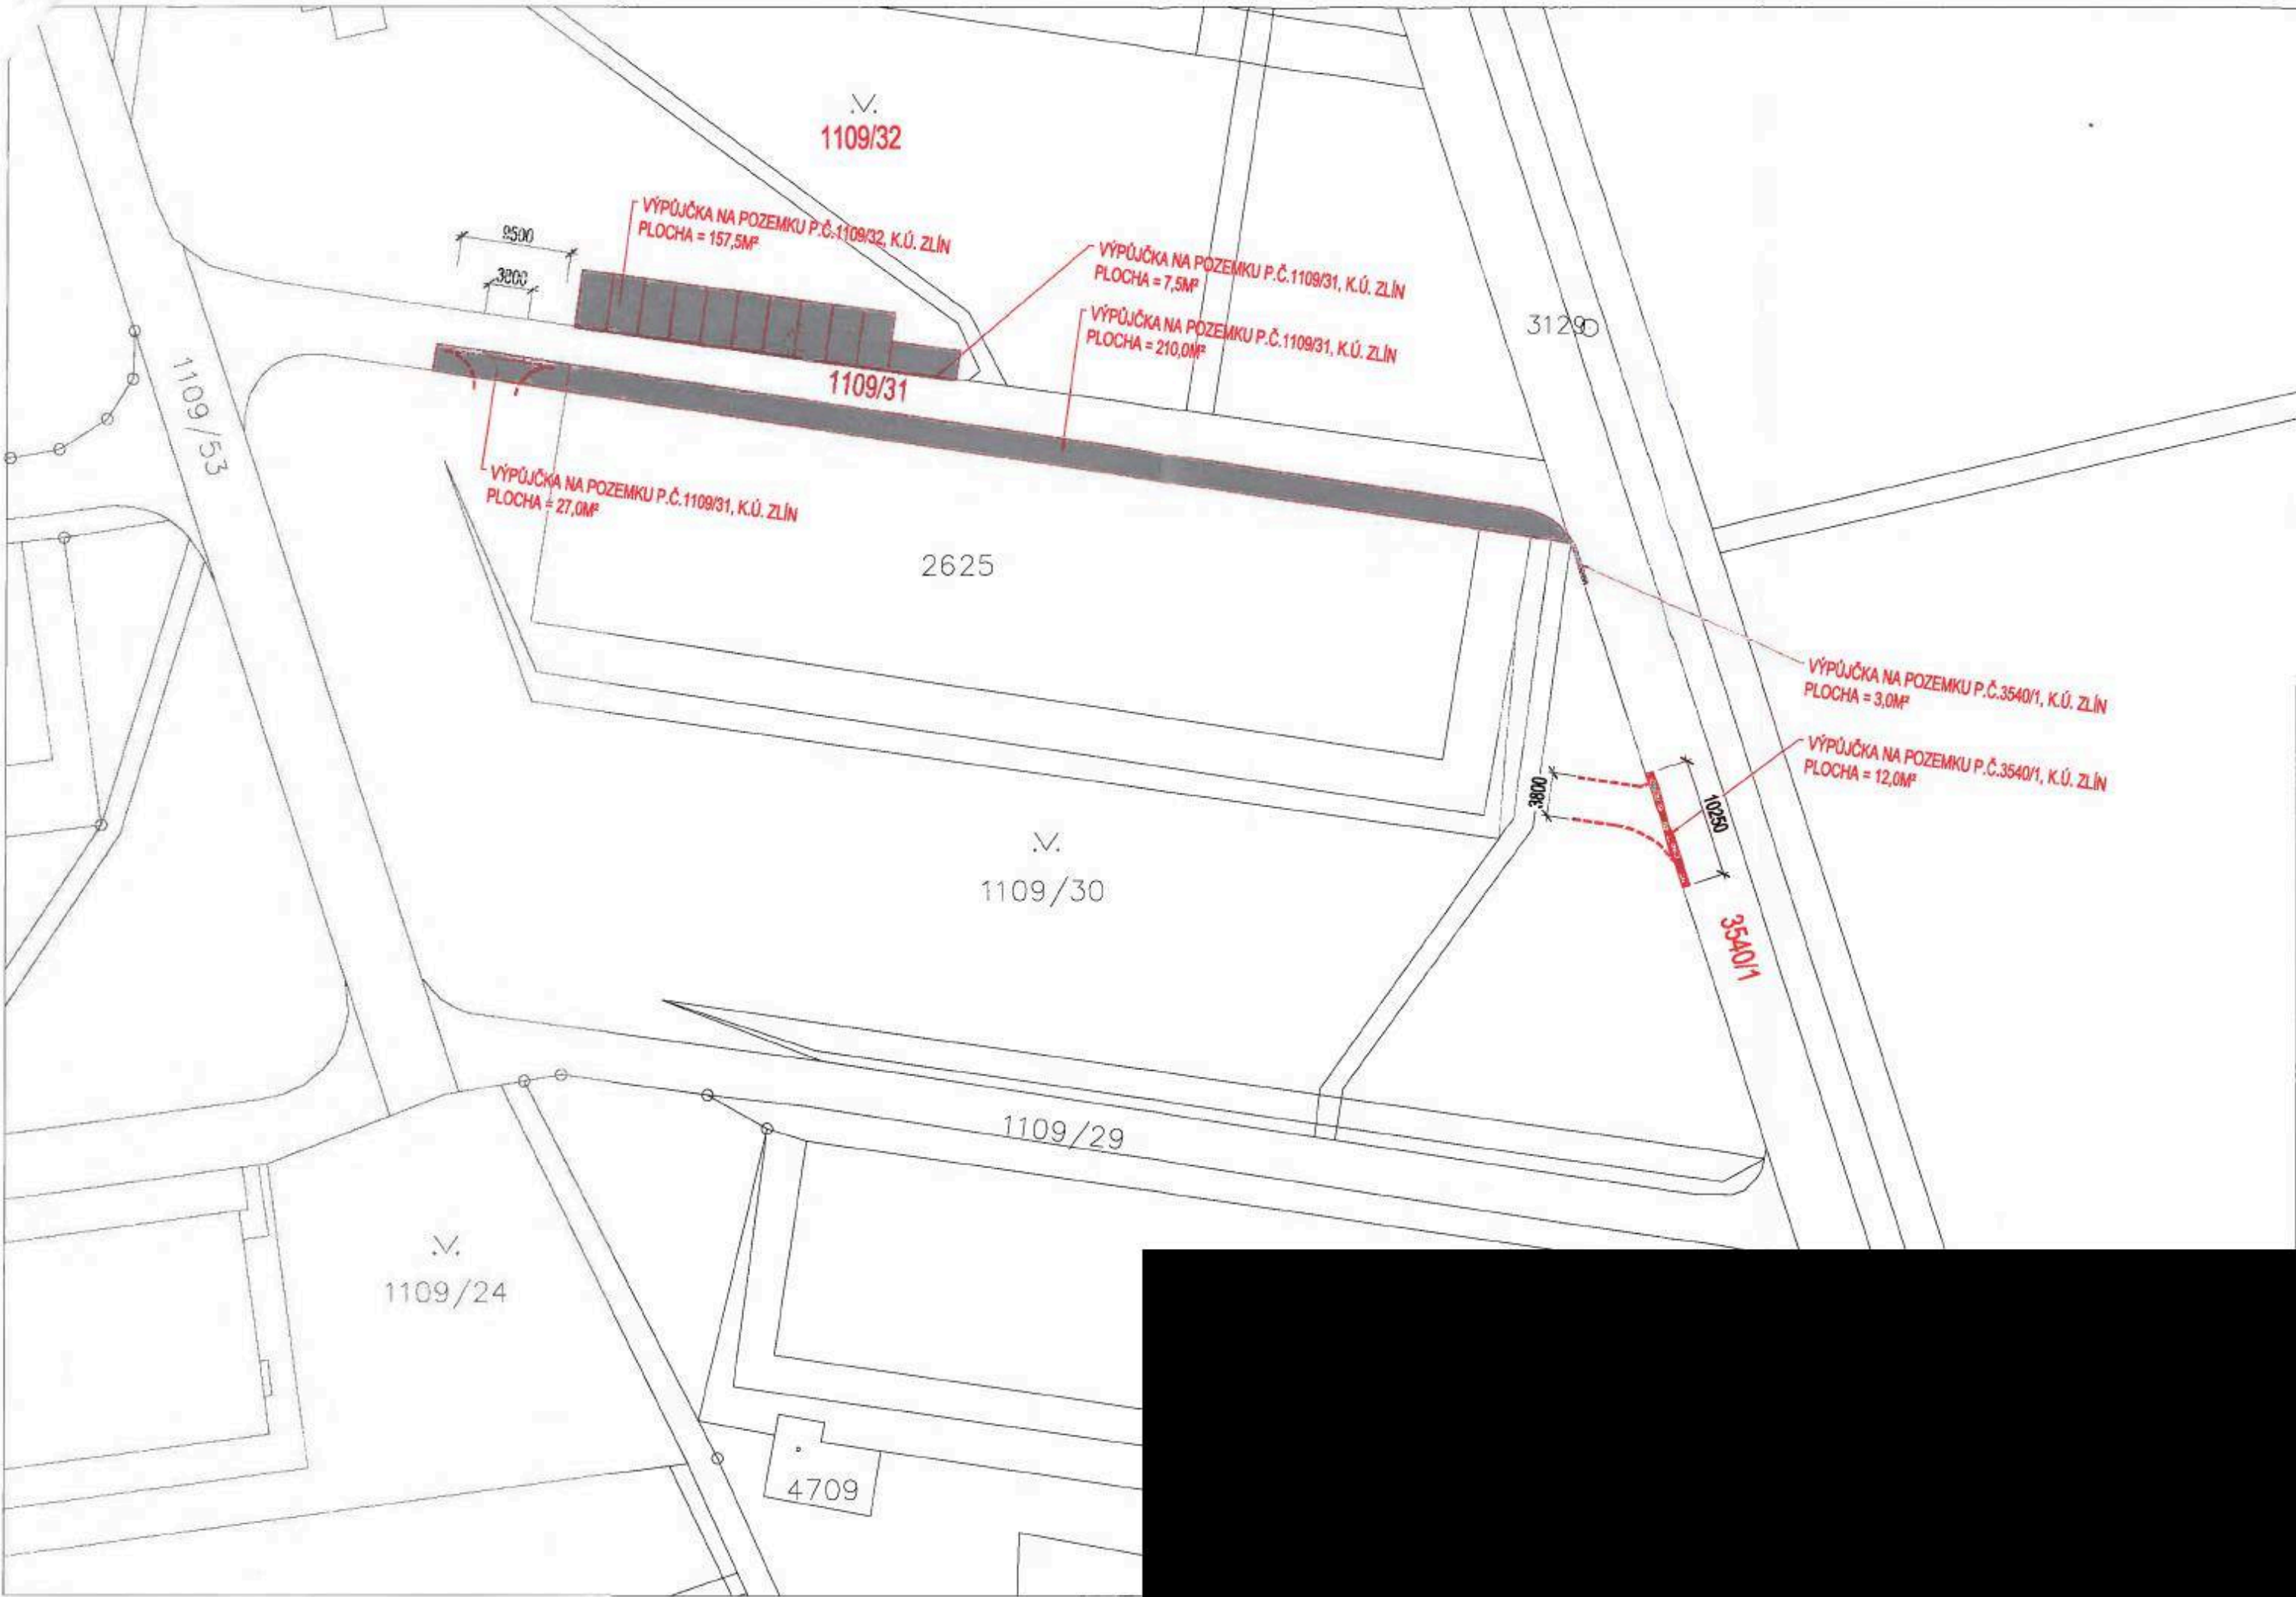 .V.
1109/32
VÝPŮJČKA NA POZEMKU P.Č.1109/32, K.Ú. ZLÍN
PLOCHA = 157,5M²
9500
VÝPŮJČKA NA POZEMKU P.Č.1109/31, K.Ú. ZLÍN
PLOCHA = 7,5M²
VÝPŮJČKA NA POZEMKU P.Č.1109/31, K.Ú. ZLÍN
PLOCHA = 210,0M²
3129
1109/31
1109/53
VÝPŮJČKA NA POZEMKU P.Č.1109/31, K.Ú. ZLÍN
PLOCHA = 27,0M²
2625
VÝPŮJČKA NA POZEMKU P.Č.3540/1, K.Ú. ZLÍN
PLOCHA = 3,0M²
VÝPŮJČKA NA POZEMKU P.Č.3540/1, K.Ú. ZLÍN
PLOCHA = 12,0M²
3800
10250
.V.
1109/30
3540/1
1109/29
.V.
1109/24
4709